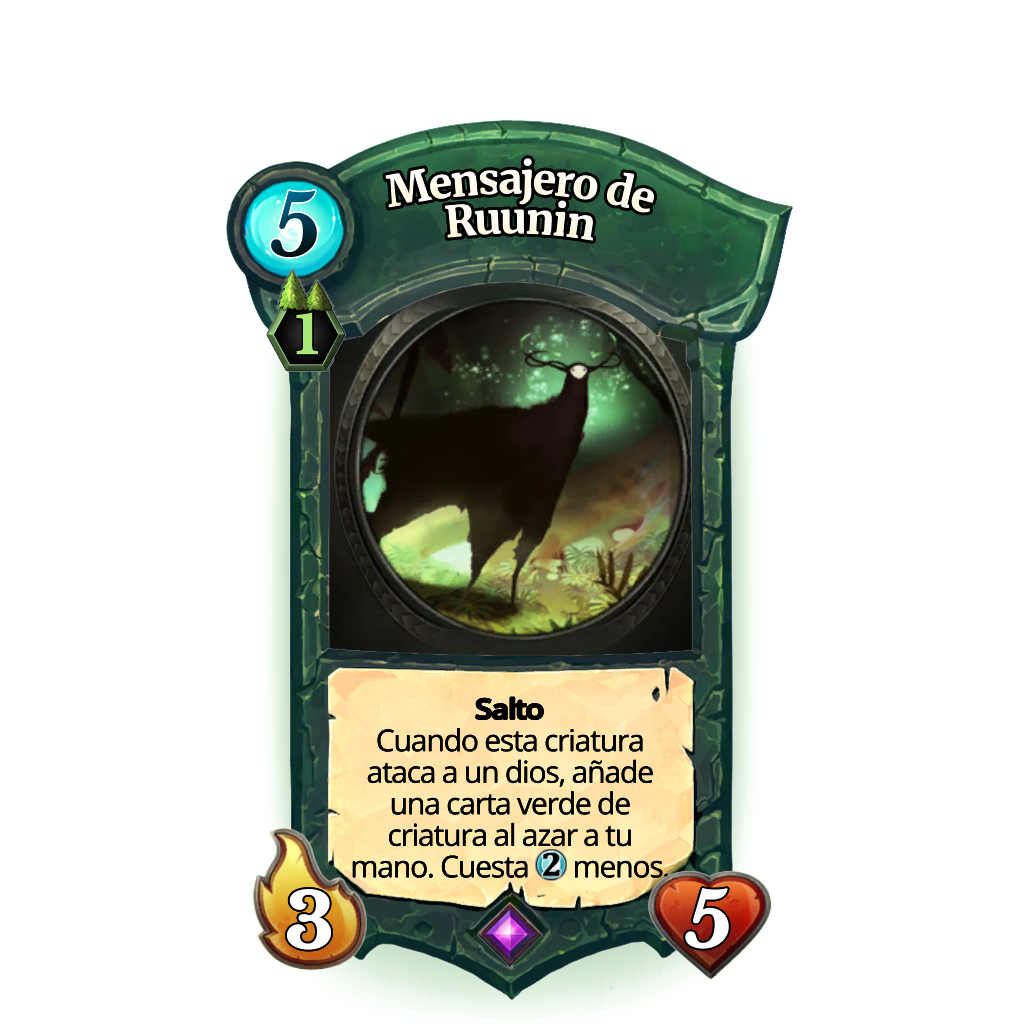 5
Mensajero de
Ruunin
1
Salto
Cuando esta criatura
ataca a un dios, añade
una carta verde de
criatura al azar a tu
mano. Cuesta 2 menos.
3
5